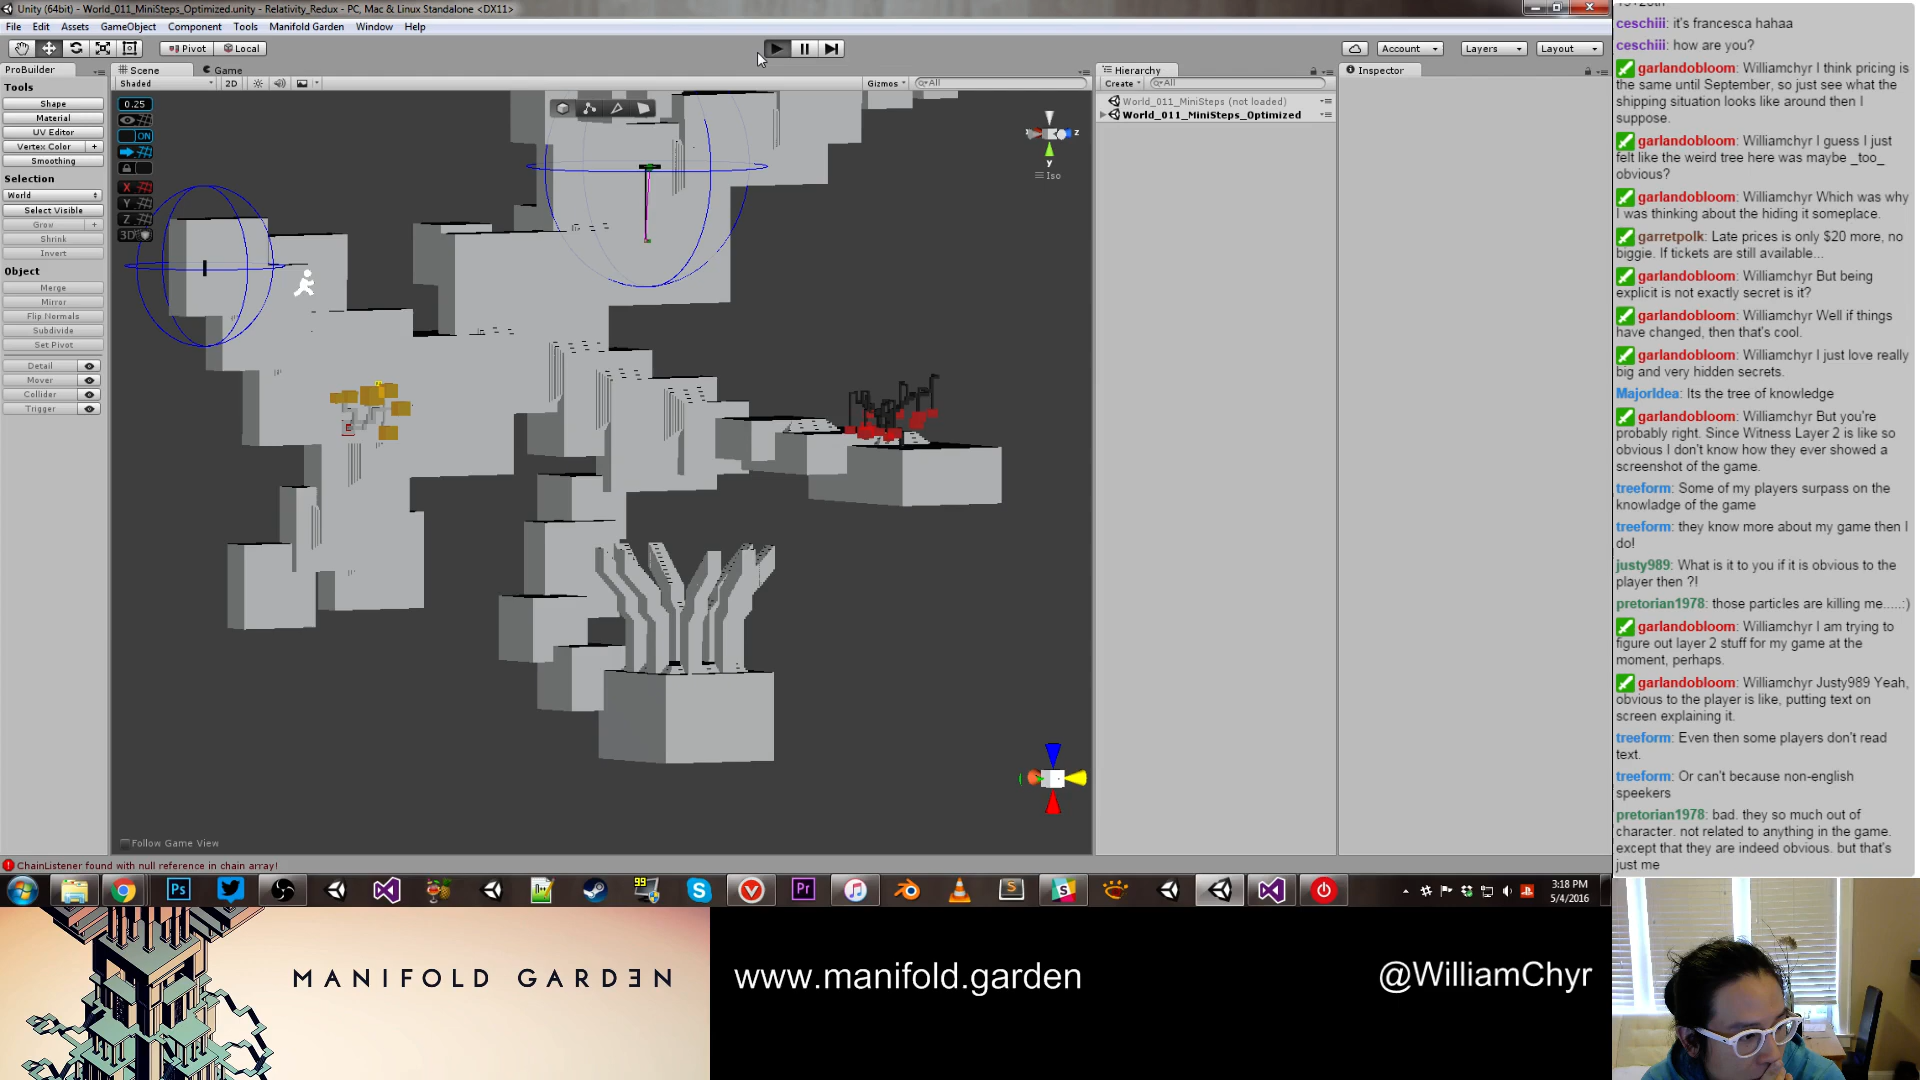 Unity (64bit) - World_011_MiniSteps_Optimized.unity - Relativity_Redux - PC, Mac & Linux Standalone <DX11>
File Edit Assets GameObject Component Tools Manifold Garden Window Help
Pivot Local Account Layers Layout
ProBuilder Scene Game Hierarchy Inspector
Shaded 2D Gizmos All Create All
Tools
Shape
Material
UV Editor
Vertex Color +
Smoothing
Selection
World
Select Visible
Grow +
Shrink
Invert
Object
Merge
Mirror
Flip Normals
Subdivide
Set Pivot
Detail
Mover
Collider
Trigger
0.25
ON
X
Y
Z
3D
z
y
Iso
Follow Game View
World_011_MiniSteps (not loaded)
World_011_MiniSteps_Optimized
ChainListener found with null reference in chain array!
ceschiii: it's francesca hahaa
ceschiii: how are you?
garlandobloom: Williamchyr I think pricing is
the same until September, so just see what the
shipping situation looks like around then I
suppose.
garlandobloom: Williamchyr I guess I just
felt like the weird tree here was maybe _too_
obvious?
garlandobloom: Williamchyr Which was why
I was thinking about the hiding it someplace.
garretpolk: Late prices is only $20 more, no
biggie. If tickets are still available...
garlandobloom: Williamchyr But being
explicit is not exactly secret is it?
garlandobloom: Williamchyr Well if things
have changed, then that's cool.
garlandobloom: Williamchyr I just love really
big and very hidden secrets.
MajorIdea: Its the tree of knowledge
garlandobloom: Williamchyr But you're
probably right. Since Witness Layer 2 is like so
obvious I don't know how they ever showed a
screenshot of the game.
treeform: Some of my players surpass on the
knowladge of the game
treeform: they know more about my game then I
do!
justy989: What is it to you if it is obvious to the
player then ?!
pretorian1978: those particles are killing me.....:)
garlandobloom: Williamchyr I am trying to
figure out layer 2 stuff for my game at the
moment, perhaps.
garlandobloom: Williamchyr Justy989 Yeah,
obvious to the player is like, putting text on
screen explaining it.
treeform: Even then some players don't read
text.
treeform: Or can't because non-english
speekers
pretorian1978: bad. they so much out of
character. not related to anything in the game.
except that they are indeed obvious. but that's
just me
Ps 99 Pr S
3:18 PM
5/4/2016
MANIFOLD GARDƎN
www.manifold.garden
@WilliamChyr